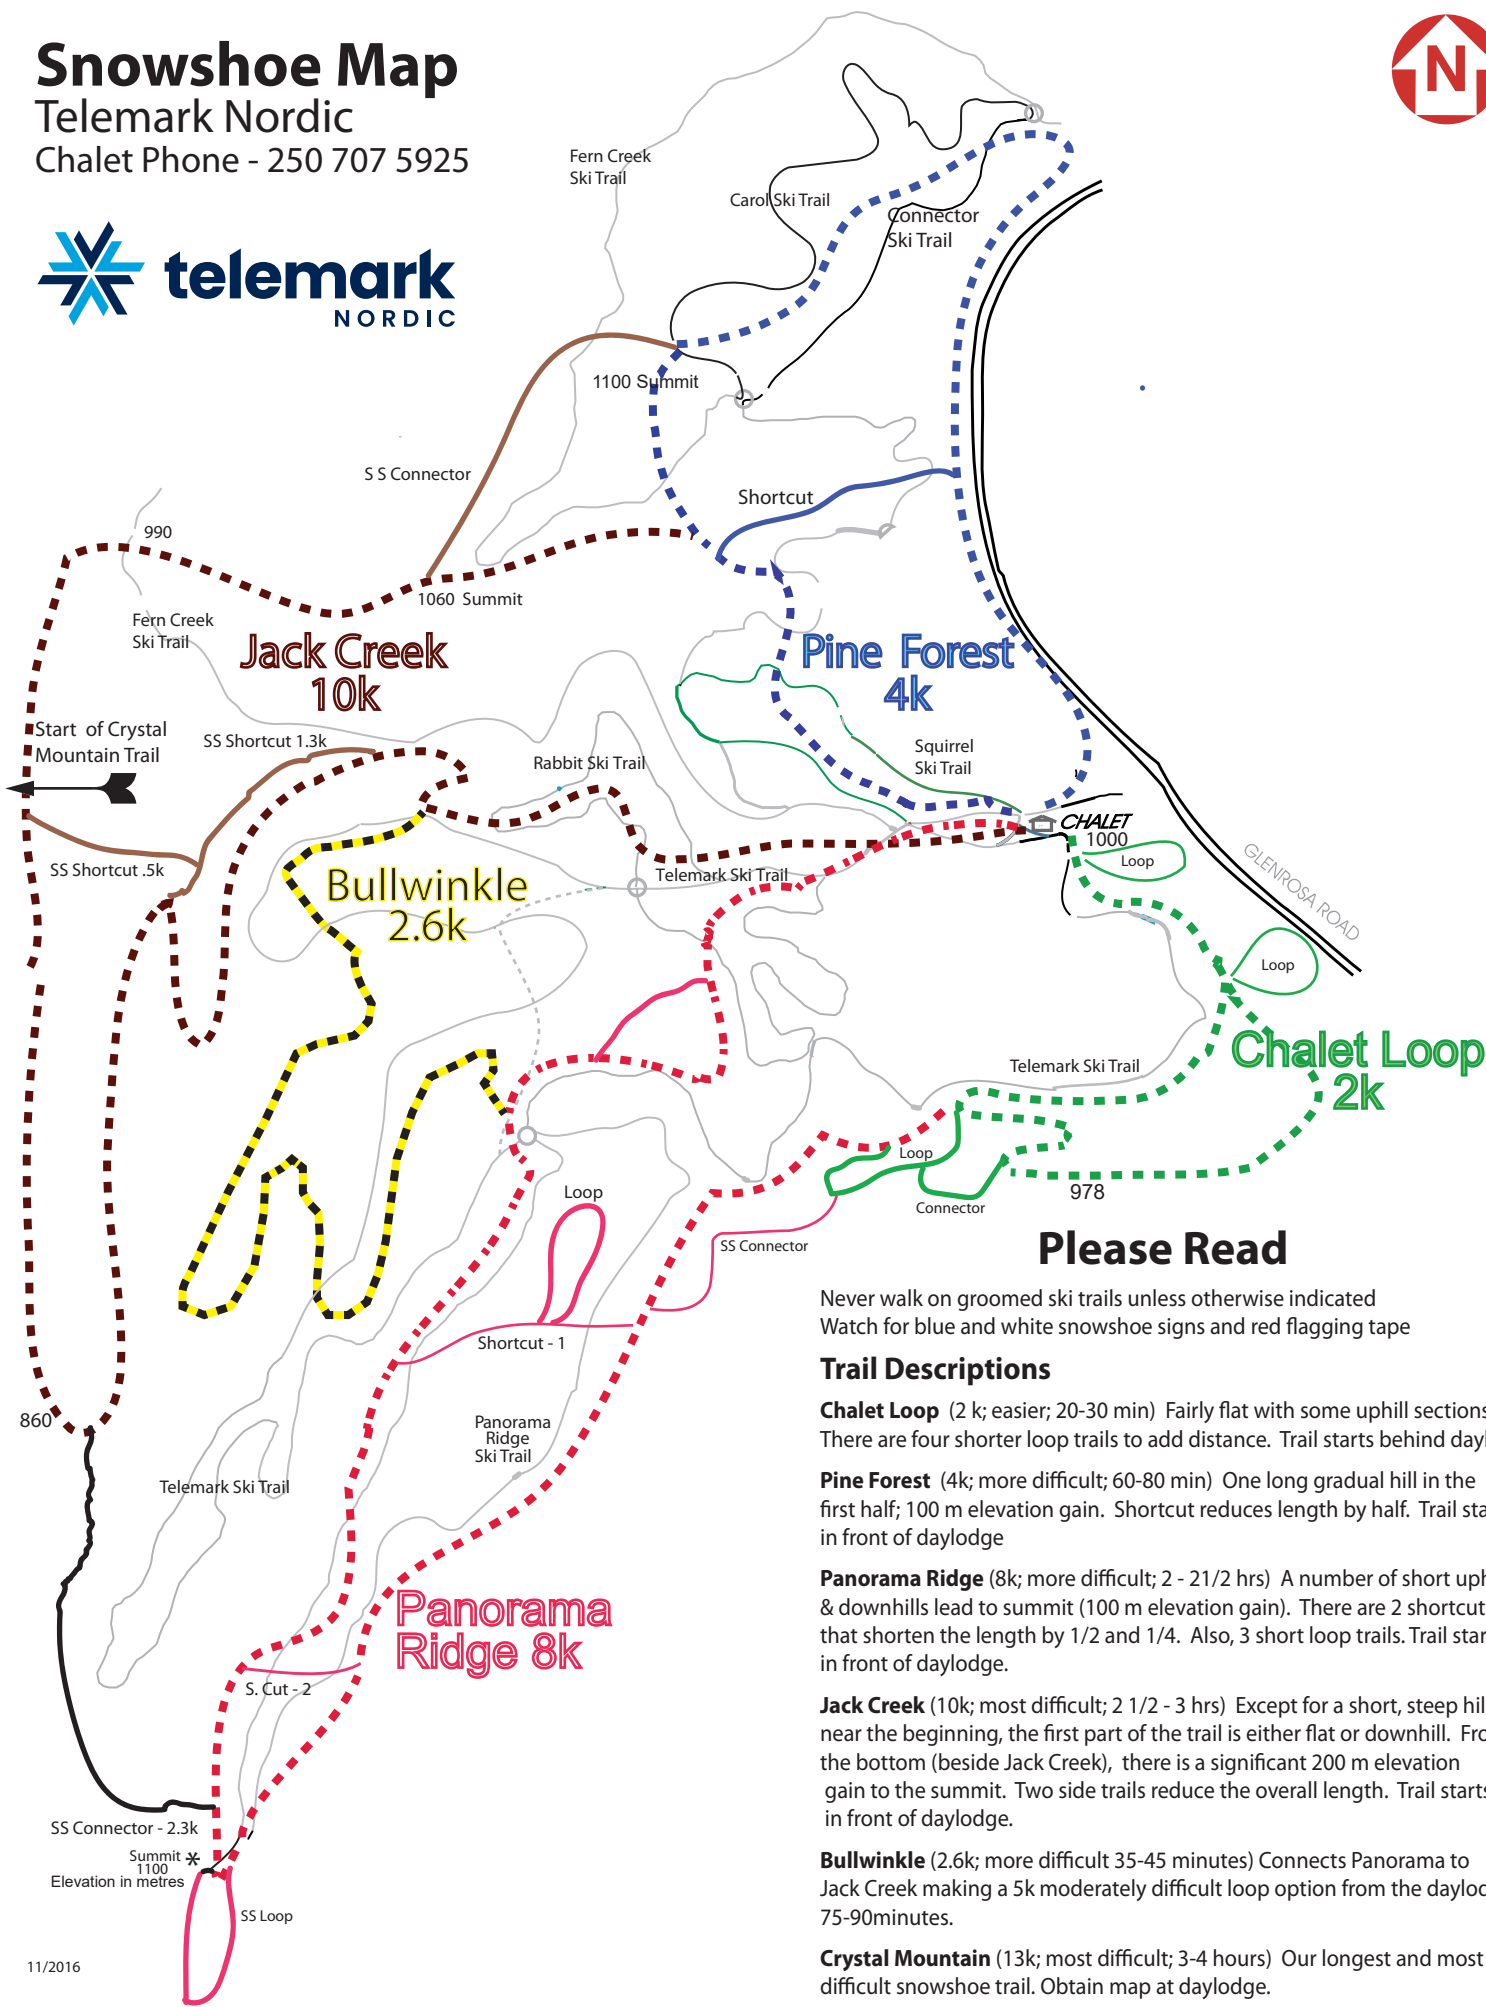 Snowshoe Map
Telemark Nordic
Chalet Phone - 250 707 5925
N
telemark
NORDIC
Fern Creek
Ski Trail
Carol Ski Trail
Connector
Ski Trail
1100 Summit
S S Connector
Shortcut
990
1060 Summit
Fern Creek
Ski Trail
Jack Creek
10k
Pine Forest
4k
Start of Crystal
Mountain Trail
SS Shortcut 1.3k
Rabbit Ski Trail
Squirrel
Ski Trail
CHALET
1000
Loop
SS Shortcut .5k
Bullwinkle
2.6k
Telemark Ski Trail
GLENROSA ROAD
Loop
Chalet Loop
2k
Telemark Ski Trail
Loop
Connector
978
Loop
SS Connector
Shortcut - 1
860
Panorama
Ridge
Ski Trail
Telemark Ski Trail
Panorama
Ridge 8k
S. Cut - 2
SS Connector - 2.3k
Summit
1100
Elevation in metres
SS Loop
11/2016
Please Read
Never walk on groomed ski trails unless otherwise indicated
Watch for blue and white snowshoe signs and red flagging tape
Trail Descriptions
Chalet Loop (2 k; easier; 20-30 min) Fairly flat with some uphill sections
There are four shorter loop trails to add distance. Trail starts behind dayl
Pine Forest (4k; more difficult; 60-80 min) One long gradual hill in the
first half; 100 m elevation gain. Shortcut reduces length by half. Trail sta
in front of daylodge
Panorama Ridge (8k; more difficult; 2 - 21/2 hrs) A number of short uph
& downhills lead to summit (100 m elevation gain). There are 2 shortcut
that shorten the length by 1/2 and 1/4. Also, 3 short loop trails. Trail star
in front of daylodge.
Jack Creek (10k; most difficult; 2 1/2 - 3 hrs) Except for a short, steep hil
near the beginning, the first part of the trail is either flat or downhill. Fro
the bottom (beside Jack Creek), there is a significant 200 m elevation
gain to the summit. Two side trails reduce the overall length. Trail starts
in front of daylodge.
Bullwinkle (2.6k; more difficult 35-45 minutes) Connects Panorama to
Jack Creek making a 5k moderately difficult loop option from the daylod
75-90minutes.
Crystal Mountain (13k; most difficult; 3-4 hours) Our longest and most
difficult snowshoe trail. Obtain map at daylodge.